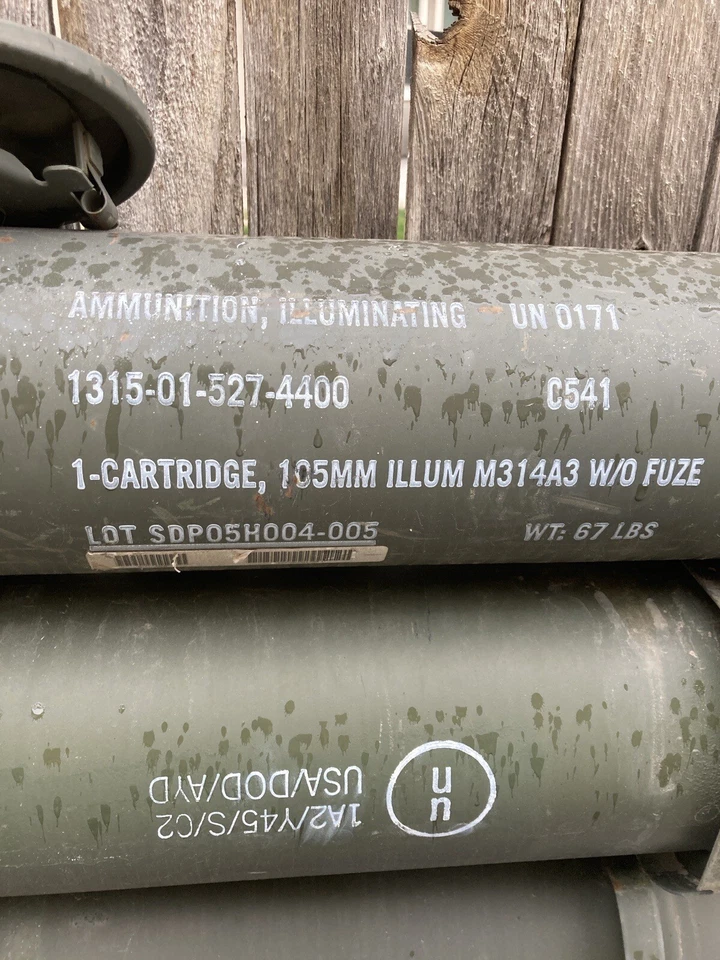 AMMUNITION, ILLUMINATING UN 0171
1315-01-527-4400 C541
1-CARTRIDGE, 105MM ILLUM M314A3 W/O FUZE
LOT SDP05H004-005 WT: 67 LBS
un
1A2/Y45/S/C2
USA/DOD/AYD